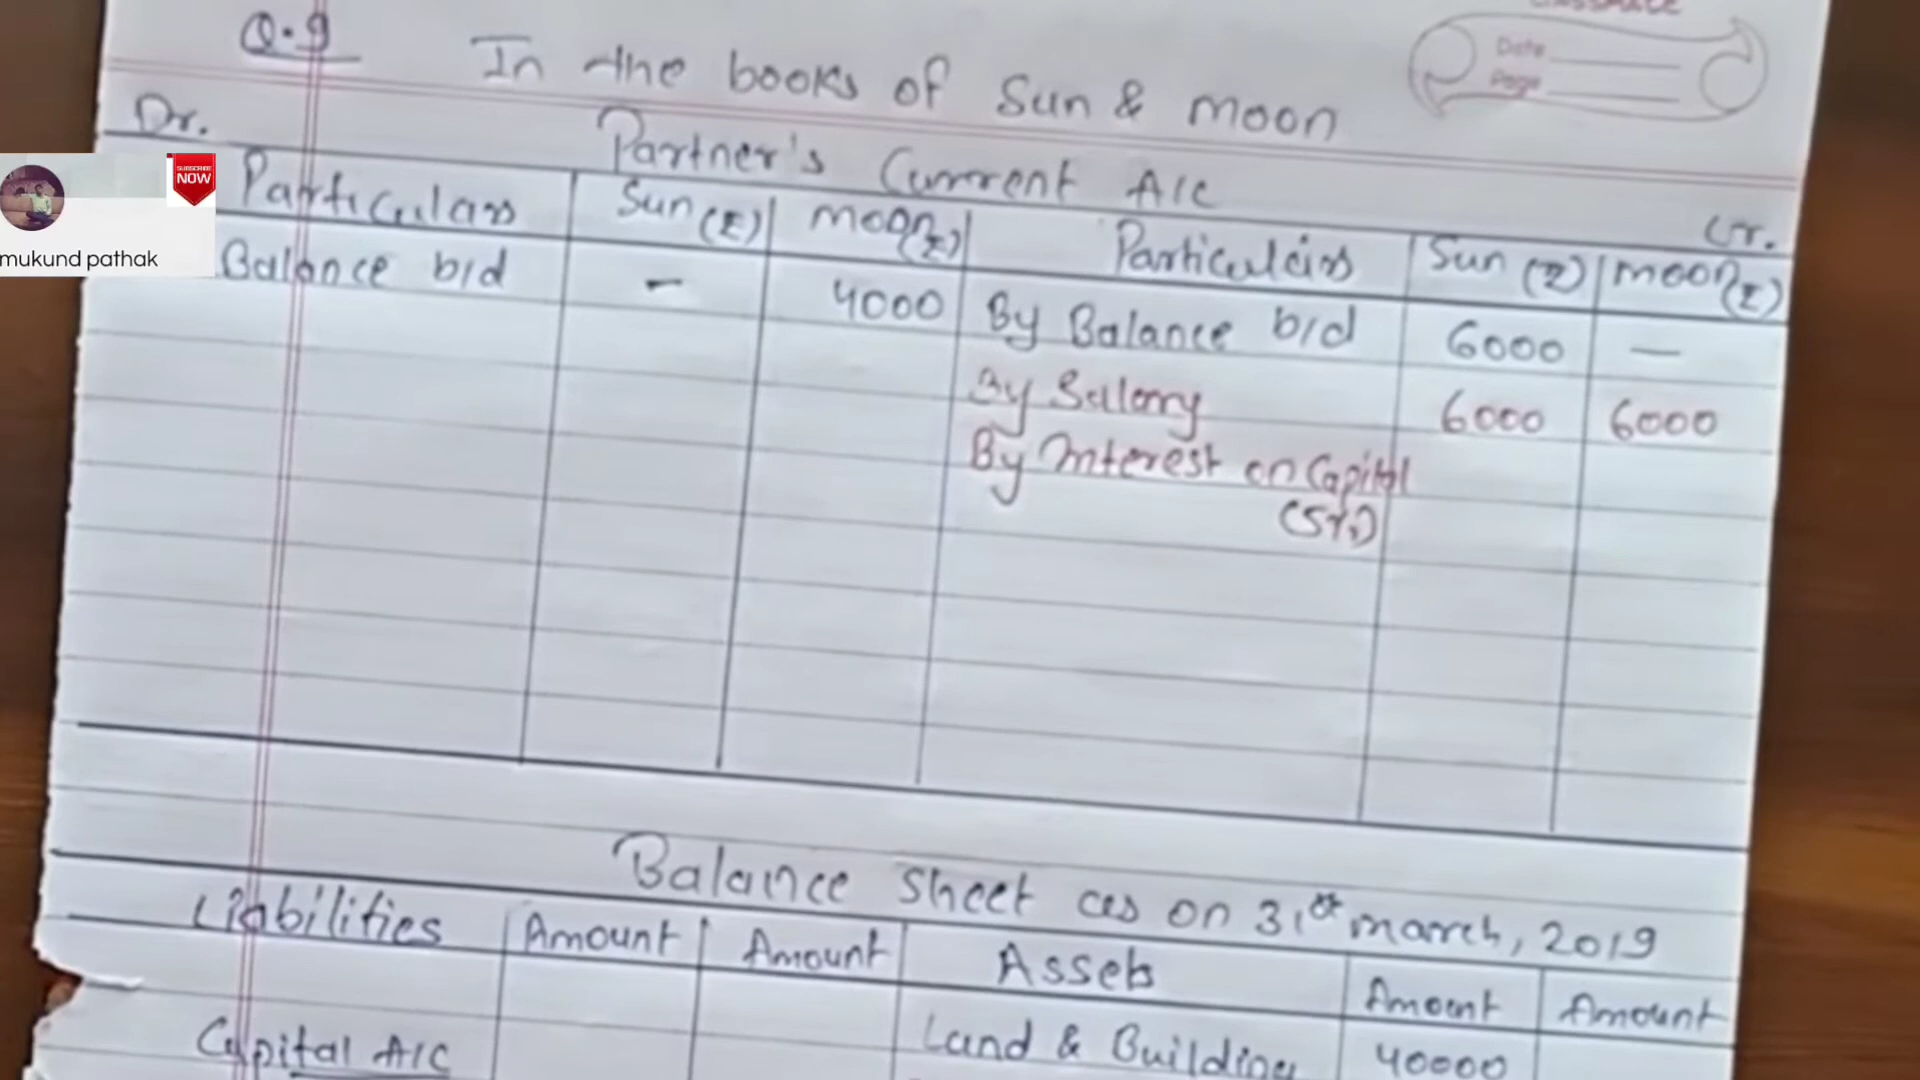 Q.9
In the books of Sun & moon
Date
Page
Dr.
Partner's Current A/C
Cr.
Particulars Sun (₹) moon (₹) Particulars Sun (₹) moon (₹)
Balance b/d - 4000 By Balance b/d 6000 —
By Sallary 6000 6000
By Interest on Capital
(5%)
SUBSCRIBE
NOW
mukund pathak
Balance Sheet as on 31st march, 2019
Liabilities Amount Amount Assets Amount Amount
Capital A/C Land & Building 40000